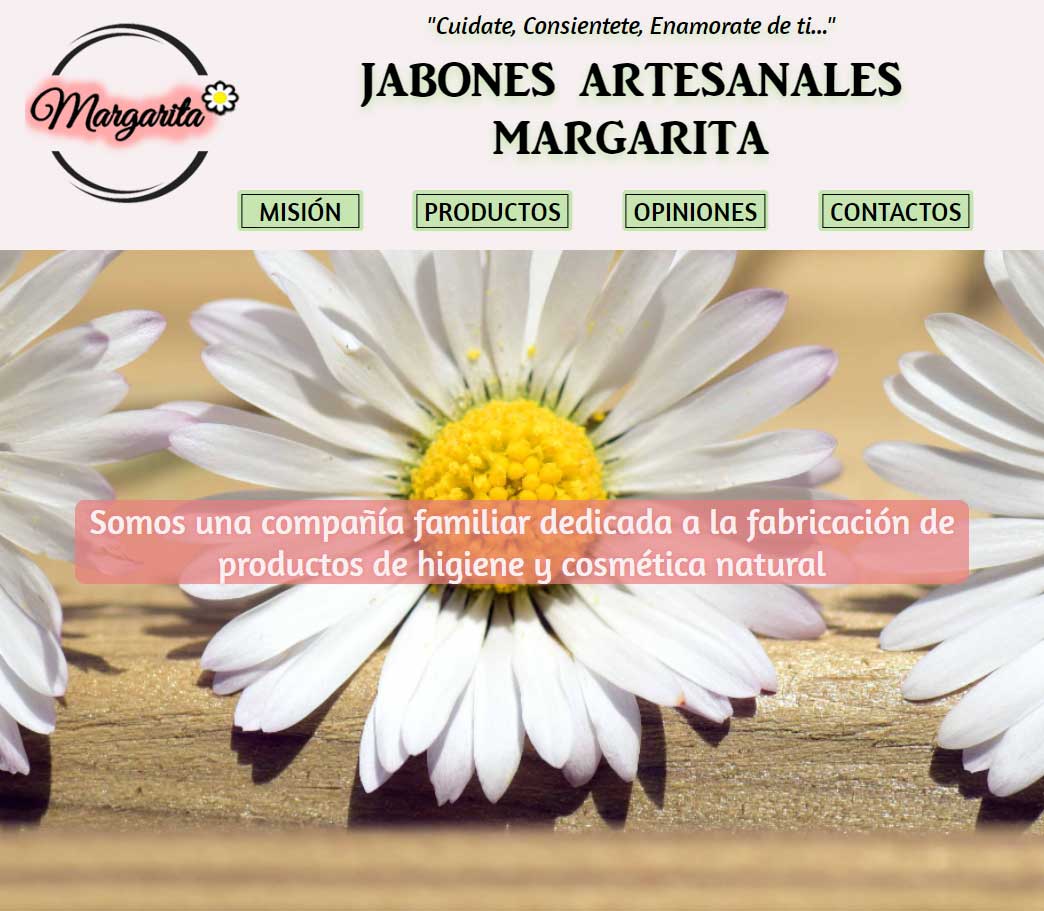 "Cuidate, Consientete, Enamorate de ti..."
JABONES ARTESANALES
MARGARITA
Margarita
MISIÓN PRODUCTOS OPINIONES CONTACTOS
Somos una compañía familiar dedicada a la fabricación de
productos de higiene y cosmética natural